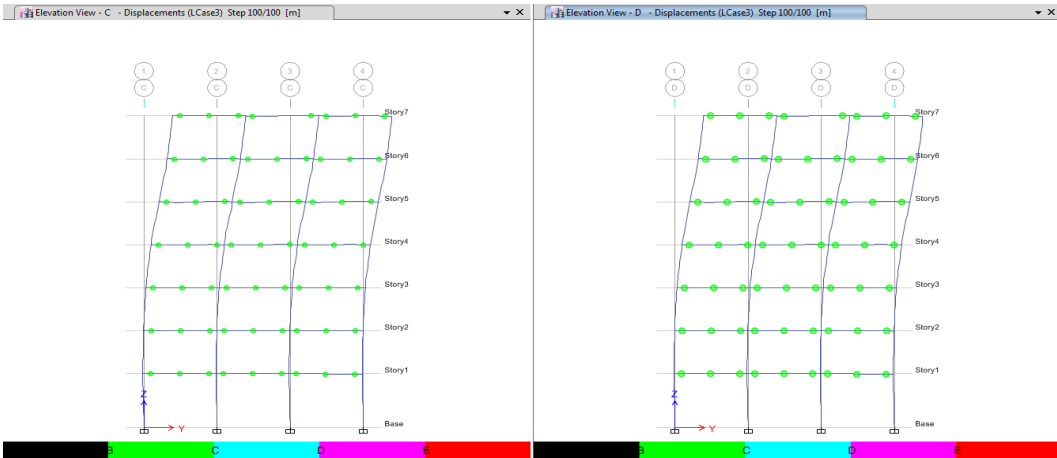 Elevation View - C - Displacements (LCase3) Step 100/100 [m]
1 2 3 4
C C C C
Story7
Story6
Story5
Story4
Story3
Story2
Story1
Z
Y
Base
B C D E
Elevation View - D - Displacements (LCase3) Step 100/100 [m]
1 2 3 4
D D D D
Story7
Story6
Story5
Story4
Story3
Story2
Story1
Z
Y
Base
B C D E